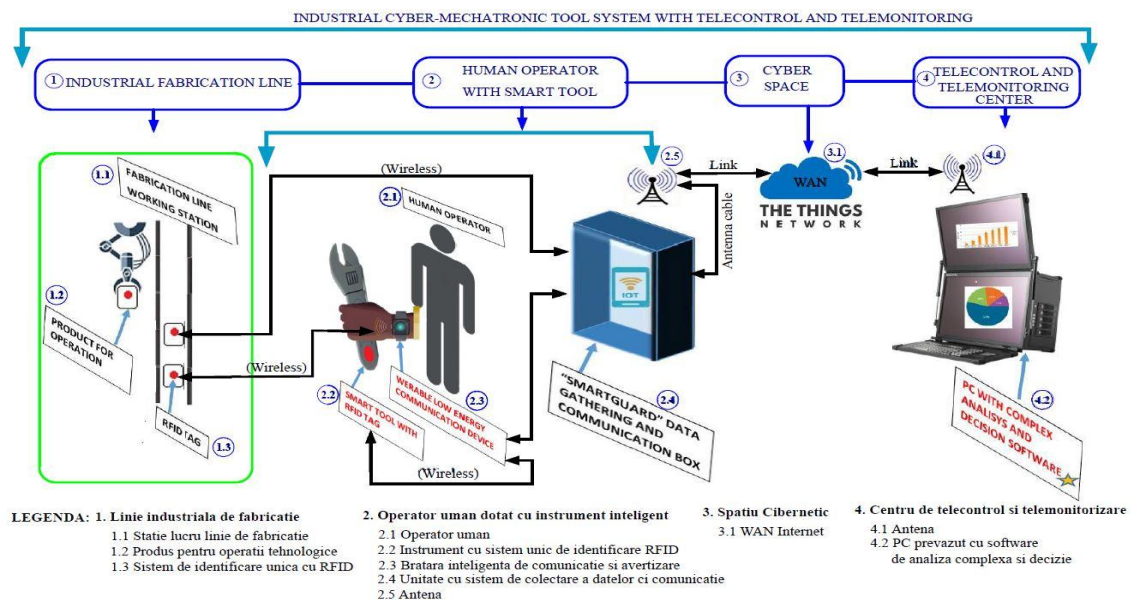 INDUSTRIAL CYBER-MECHATRONIC TOOL SYSTEM WITH TELECONTROL AND TELEMONITORING
1 INDUSTRIAL FABRICATION LINE
2 HUMAN OPERATOR
WITH SMART TOOL
3 CYBER
SPACE
4 TELECONTROL AND
TELEMONITORING
CENTER
1.1
FABRICATION LINE
WORKING STATION
1.2
PRODUCT FOR
OPERATION
RFID TAG
1.3
(Wireless)
(Wireless)
(Wireless)
2.1
HUMAN OPERATOR
2.2
SMART TOOL WITH
RFID TAG
2.3
WERABLE LOW ENERGY
COMMUNICATION DEVICE
2.4
"SMARTGUARD" DATA
GATHERING AND
COMMUNICATION BOX
IOT
2.5
Antenna cable
Link
3.1
WAN
THE THINGS
NETWORK
Link
4.1
4.2
PC WITH COMPLEX
ANALISYS AND
DECISION SOFTWARE
LEGENDA: 1. Linie industriala de fabricatie
1.1 Statie lucru linie de fabricatie
1.2 Produs pentru operatii tehnologice
1.3 Sistem de identificare unica cu RFID
2. Operator uman dotat cu instrument inteligent
2.1 Operator uman
2.2 Instrument cu sistem unic de identificare RFID
2.3 Bratara inteligenta de comunicatie si avertizare
2.4 Unitate cu sistem de colectare a datelor ci comunicatie
2.5 Antena
3. Spatiu Cibernetic
3.1 WAN Internet
4. Centru de telecontrol si telemonitorizare
4.1 Antena
4.2 PC prevazut cu software
de analiza complexa si decizie